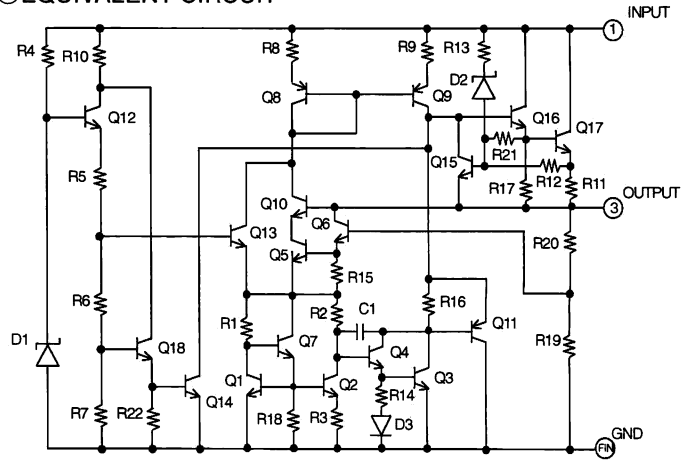 EQUIVALENT CIRCUIT
INPUT
1
R4
R10
R8
R9
R13
D2
Q8
Q9
Q12
Q16
Q17
Q15
R21
R12
R5
R17
R11
OUTPUT
3
Q10
Q6
Q13
Q5
R20
R15
R6
R1
R2
C1
R16
Q11
D1
Q18
Q7
R19
Q4
Q1
Q2
Q3
Q14
R14
R7
R22
R18
R3
D3
GND
FIN